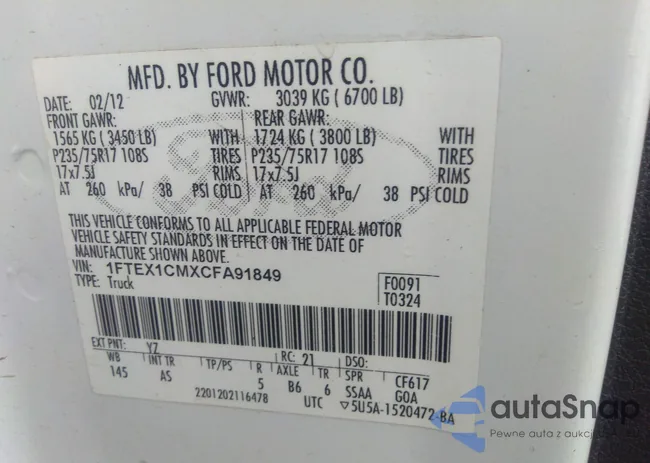 MFD. BY FORD MOTOR CO.
DATE: 02/12 GVWR: 3039 KG ( 6700 LB)
FRONT GAWR: REAR GAWR:
1565 KG ( 3450 LB) WITH 1724 KG ( 3800 LB) WITH
P235/75R17 108S TIRES P235/75R17 108S TIRES
17x7.5J RIMS 17x7.5J RIMS
AT 260 kPa/ 38 PSI COLD AT 260 kPa/ 38 PSI COLD
Ford
THIS VEHICLE CONFORMS TO ALL APPLICABLE FEDERAL MOTOR
VEHICLE SAFETY STANDARDS IN EFFECT ON THE DATE OF
MANUFACTURE SHOWN ABOVE.
VIN: 1FTEX1CMXCFA91849
TYPE: Truck
F0091
T0324
EXT PNT: YZ RC: 21 DSO:
WB INT TR TP/PS R AXLE TR SPR CF617
145 AS 5 B6 6 SSAA GOA
2201202116478 UTC ▽5U5A-1520472-BA
autaSnap
Pewne auta z aukcji